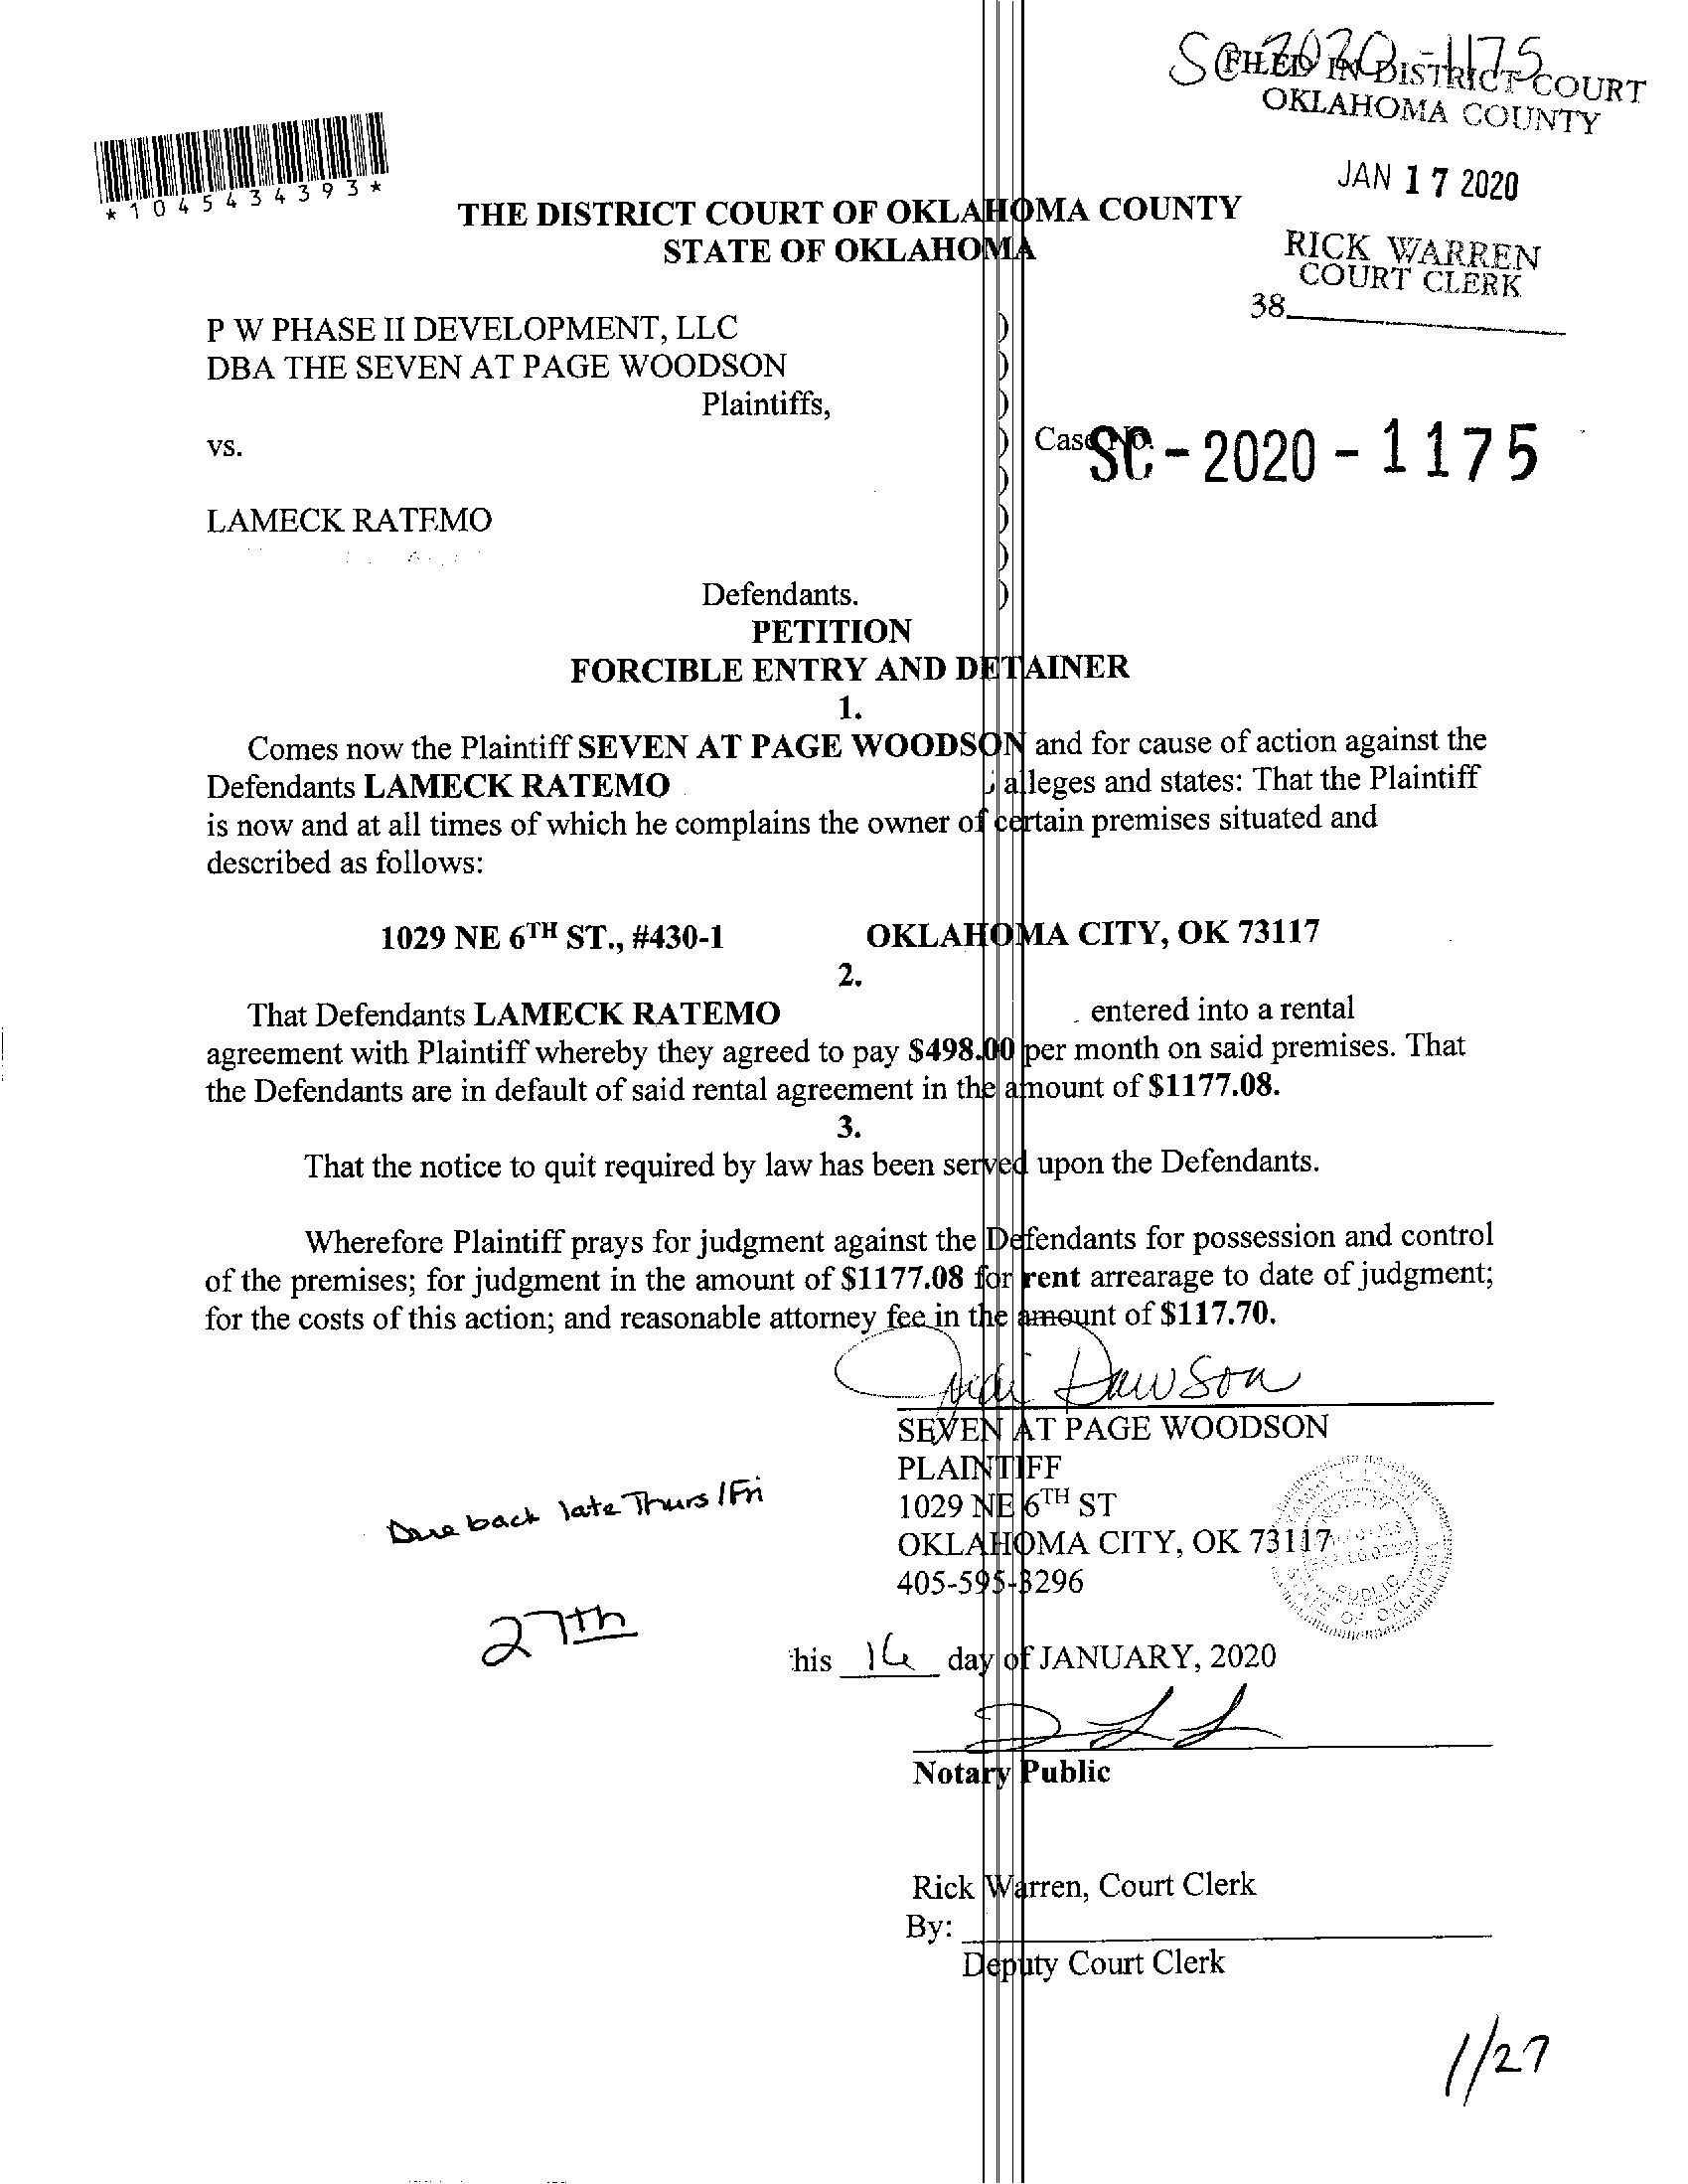 SC 2020-1175
FILED IN DISTRICT COURT
OKLAHOMA COUNTY
JAN 17 2020
RICK WARREN
COURT CLERK
38
*1045434393*
THE DISTRICT COURT OF OKLAHOMA COUNTY
STATE OF OKLAHOMA
P W PHASE II DEVELOPMENT, LLC )
DBA THE SEVEN AT PAGE WOODSON )
Plaintiffs, )
vs. ) Case No. SC-2020-1175
)
LAMECK RATEMO )
)
Defendants. )
PETITION
FORCIBLE ENTRY AND DETAINER
1.
Comes now the Plaintiff SEVEN AT PAGE WOODSON and for cause of action against the
Defendants LAMECK RATEMO ; alleges and states: That the Plaintiff
is now and at all times of which he complains the owner of certain premises situated and
described as follows:
1029 NE 6TH ST., #430-1 OKLAHOMA CITY, OK 73117
2.
That Defendants LAMECK RATEMO entered into a rental
agreement with Plaintiff whereby they agreed to pay $498.00 per month on said premises. That
the Defendants are in default of said rental agreement in the amount of $1177.08.
3.
That the notice to quit required by law has been served upon the Defendants.
Wherefore Plaintiff prays for judgment against the Defendants for possession and control
of the premises; for judgment in the amount of $1177.08 for rent arrearage to date of judgment;
for the costs of this action; and reasonable attorney fee in the amount of $117.70.
Judi Dawson
SEVEN AT PAGE WOODSON
PLAINTIFF
1029 NE 6TH ST
OKLAHOMA CITY, OK 73117
405-595-3296
back late Thurs/Fri
27th
his 16 day of JANUARY, 2020
Notary Public
PUBLIC
STATE OF OKLAHOMA
Rick Warren, Court Clerk
By:
Deputy Court Clerk
1/27